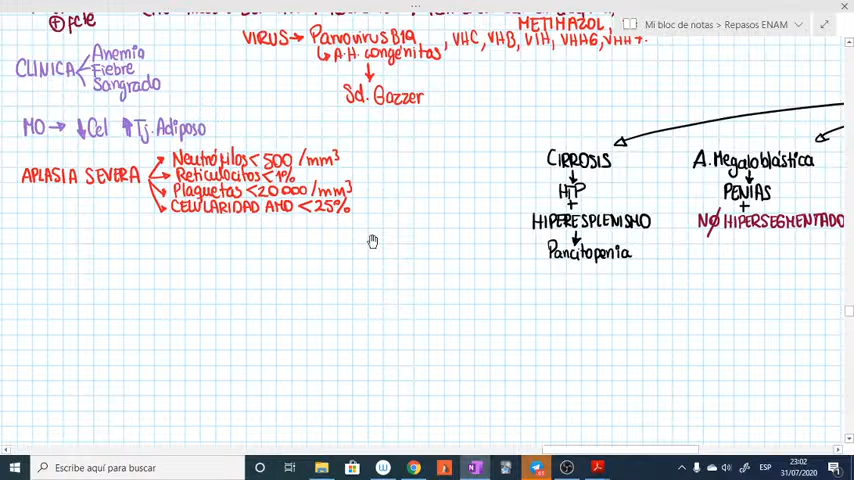 ⊕ fcte
METIMAZOL,
VIRUS → Parvovirus B19, VHC, VHB, VIH, VHH6, VHH7.
↳ A.H. congénitas
Sd. Gozzer
CLINICA
Anemia
Fiebre
Sangrado
MO → ↓Cel ↑Tj. Adiposo
APLASIA SEVERA
Neutrófilos < 500 /mm³
Reticulocitos < 1%
Plaquetas < 20 000/mm³
CELULARIDAD AMO < 25%
CIRROSIS
HTP
+
HIPERESPLENISMO
Pancitopenia
A. Megaloblástica
PENIAS
+
NØ HIPERSEGMENTADO
Mi bloc de notas > Repasos ENAM
Escribe aquí para buscar
61
ESP
23:02
31/07/2020